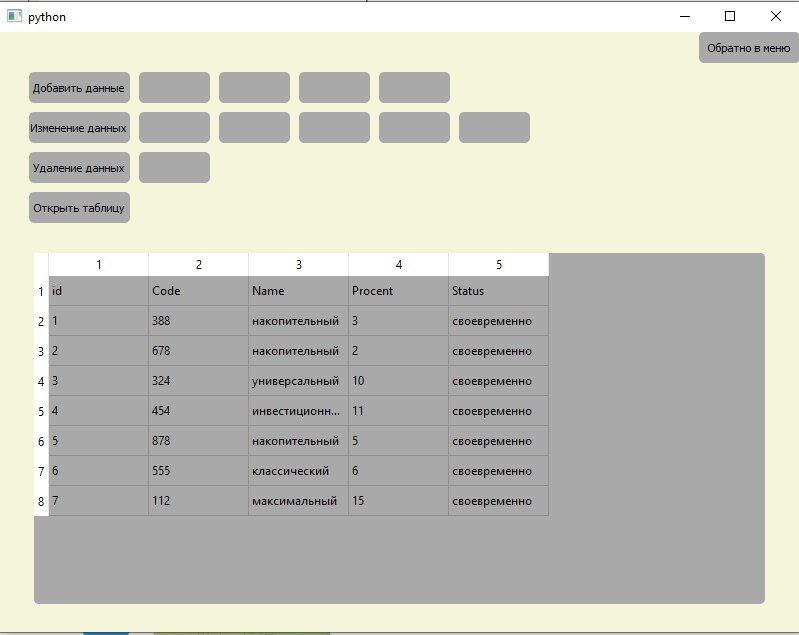 python
Обратно в меню
Добавить данные
Изменение данных
Удаление данных
Открыть таблицу
1 2 3 4 5
1 id Code Name Procent Status
2 1 388 накопительный 3 своевременно
3 2 678 накопительный 2 своевременно
4 3 324 универсальный 10 своевременно
5 4 454 инвестиционн... 11 своевременно
6 5 878 накопительный 5 своевременно
7 6 555 классический 6 своевременно
8 7 112 максимальный 15 своевременно